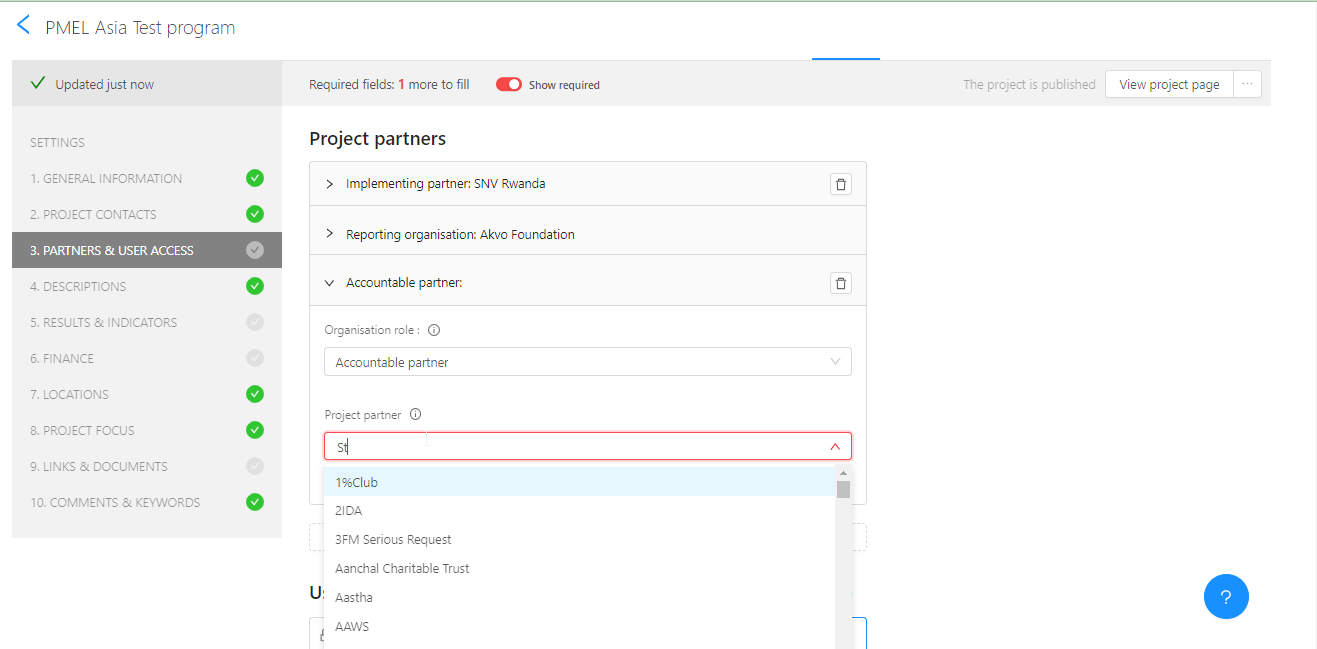 PMEL Asia Test program
Updated just now
Required fields: 1 more to fill
Show required
The project is published
View project page
...
SETTINGS
1. GENERAL INFORMATION
2. PROJECT CONTACTS
3. PARTNERS & USER ACCESS
4. DESCRIPTIONS
5. RESULTS & INDICATORS
6. FINANCE
7. LOCATIONS
8. PROJECT FOCUS
9. LINKS & DOCUMENTS
10. COMMENTS & KEYWORDS
Project partners
Implementing partner: SNV Rwanda
Reporting organisation: Akvo Foundation
Accountable partner:
Organisation role :
Accountable partner
Project partner
St
1%Club
2IDA
3FM Serious Request
Aanchal Charitable Trust
Aastha
AAWS
?